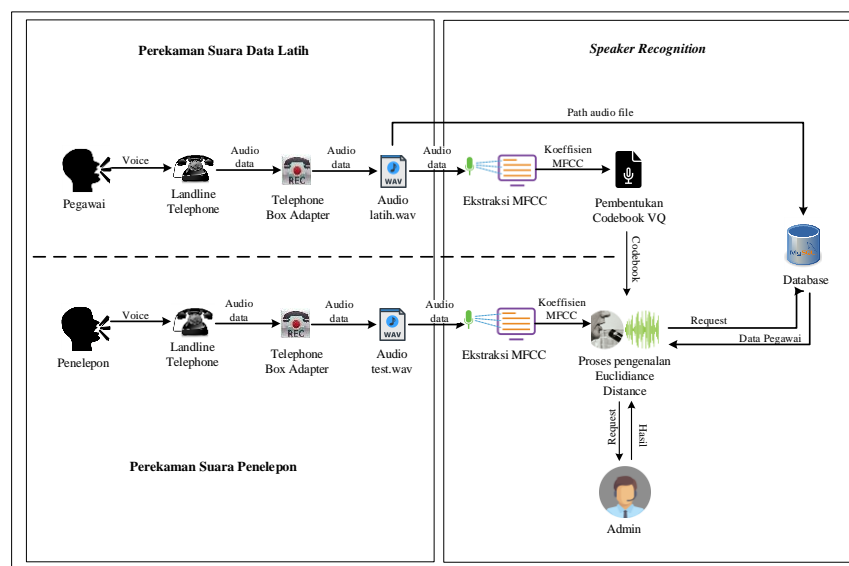 Perekaman Suara Data Latih
Speaker Recognition
Path audio file
Voice
Audio
data
Audio
data
Audio
data
Koeffisien
MFCC
REC
WAV
Pegawai
Landline
Telephone
Telephone
Box Adapter
Audio
latih.wav
Ekstraksi MFCC
Pembentukan
Codebook VQ
Codebook
MySQL
Database
Voice
Audio
data
Audio
data
Audio
data
Koeffisien
MFCC
REC
WAV
Request
Data Pegawai
Penelepon
Landline
Telephone
Telephone
Box Adapter
Audio
test.wav
Ekstraksi MFCC
Proses pengenalan
Euclidiance
Distance
Request
Hasil
Perekaman Suara Penelepon
Admin